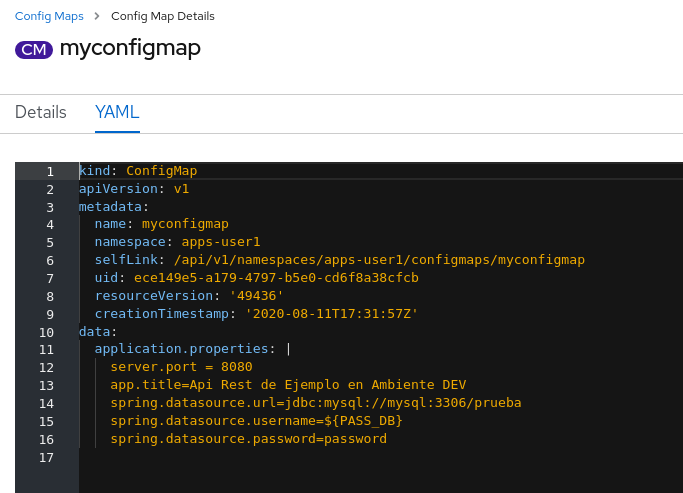 Config Maps > Config Map Details
CM myconfigmap
Details YAML
1 kind: ConfigMap
2 apiVersion: v1
3 metadata:
4 name: myconfigmap
5 namespace: apps-user1
6 selfLink: /api/v1/namespaces/apps-user1/configmaps/myconfigmap
7 uid: ece149e5-a179-4797-b5e0-cd6f8a38cfcb
8 resourceVersion: '49436'
9 creationTimestamp: '2020-08-11T17:31:57Z'
10 data:
11 application.properties: |
12 server.port = 8080
13 app.title=Api Rest de Ejemplo en Ambiente DEV
14 spring.datasource.url=jdbc:mysql://mysql:3306/prueba
15 spring.datasource.username=${PASS_DB}
16 spring.datasource.password=password
17